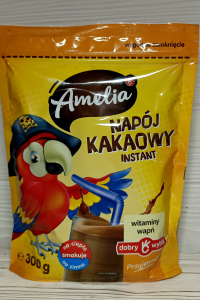 Amelia
NAPÓJ
KAKAOWY
INSTANT
witaminy
wapń
na ciepło
smakuje
na zimno
dobry
wybór
℮ 300 g